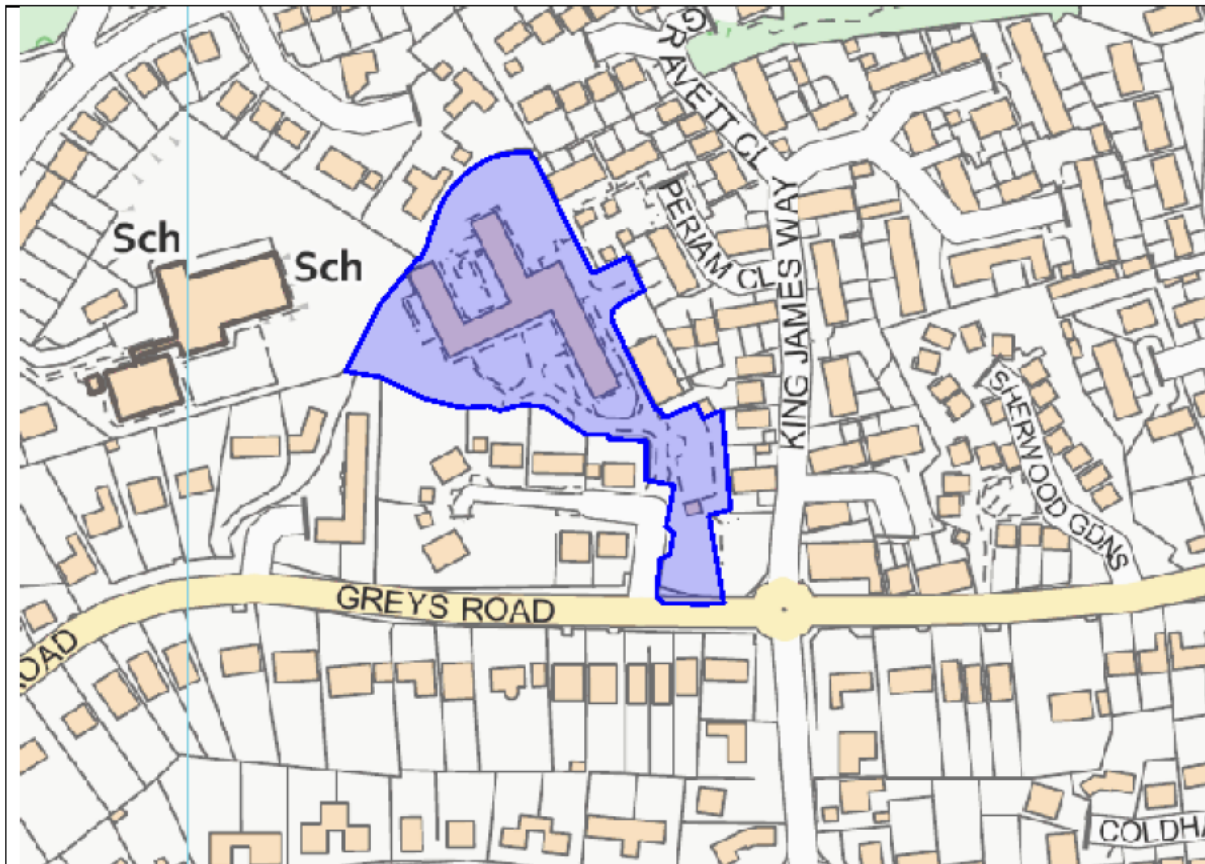 GRAVETT CL
PERIAM CL
KING JAMES WAY
Sch
Sch
SHERWOOD GDNS
GREYS ROAD
ROAD
COLDHA